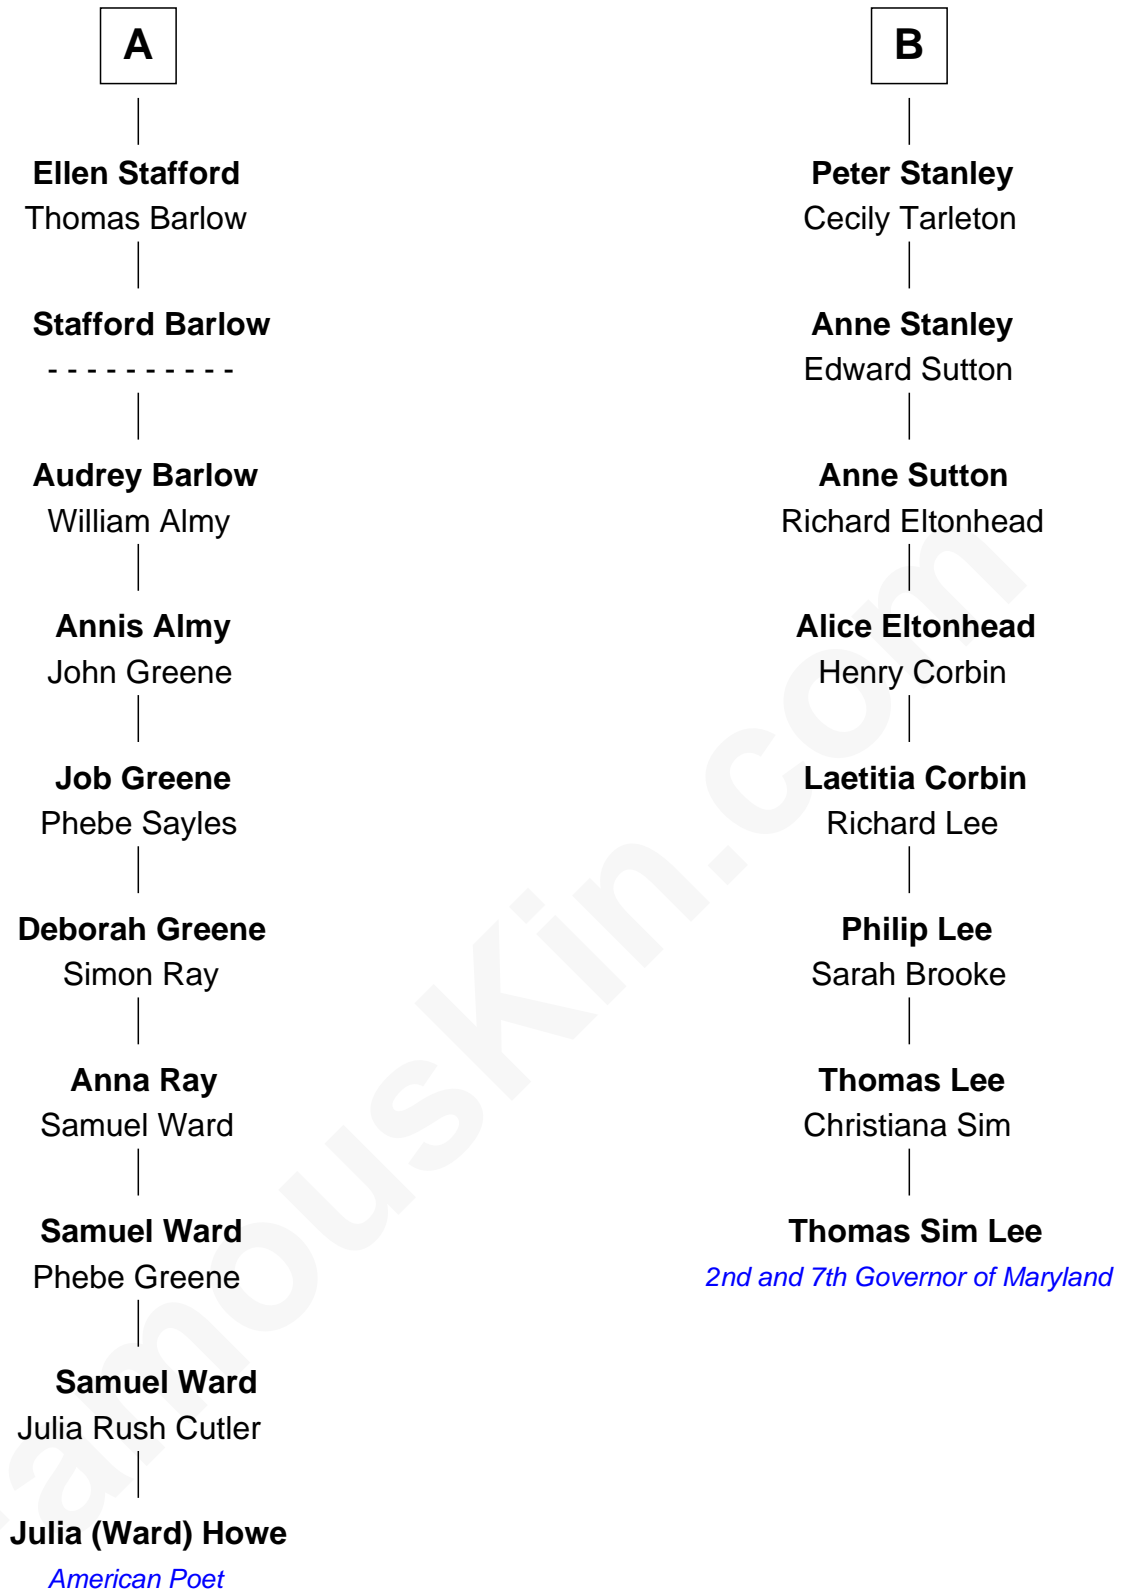 A
Ellen Stafford
Thomas Barlow
Stafford Barlow
- - - - - - - - - -
Audrey Barlow
William Almy
Annis Almy
John Greene
Job Greene
Phebe Sayles
Deborah Greene
Simon Ray
Anna Ray
Samuel Ward
Samuel Ward
Phebe Greene
Samuel Ward
Julia Rush Cutler
Julia (Ward) Howe
American Poet
B
Peter Stanley
Cecily Tarleton
Anne Stanley
Edward Sutton
Anne Sutton
Richard Eltonhead
Alice Eltonhead
Henry Corbin
Laetitia Corbin
Richard Lee
Philip Lee
Sarah Brooke
Thomas Lee
Christiana Sim
Thomas Sim Lee
2nd and 7th Governor of Maryland
FamousKin.com